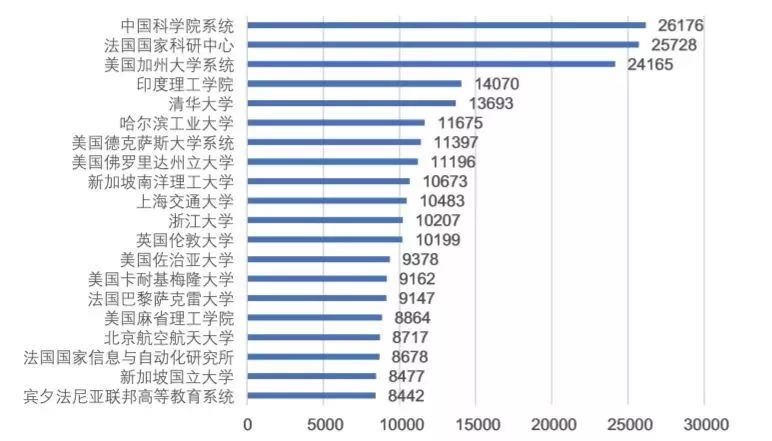 中国科学院系统 26176
法国国家科研中心 25728
美国加州大学系统 24165
印度理工学院 14070
清华大学 13693
哈尔滨工业大学 11675
美国德克萨斯大学系统 11397
美国佛罗里达州立大学 11196
新加坡南洋理工大学 10673
上海交通大学 10483
浙江大学 10207
英国伦敦大学 10199
美国佐治亚大学 9378
美国卡耐基梅隆大学 9162
法国巴黎萨克雷大学 9147
美国麻省理工学院 8864
北京航空航天大学 8717
法国国家信息与自动化研究所 8678
新加坡国立大学 8477
宾夕法尼亚联邦高等教育系统 8442
0 5000 10000 15000 20000 25000 30000